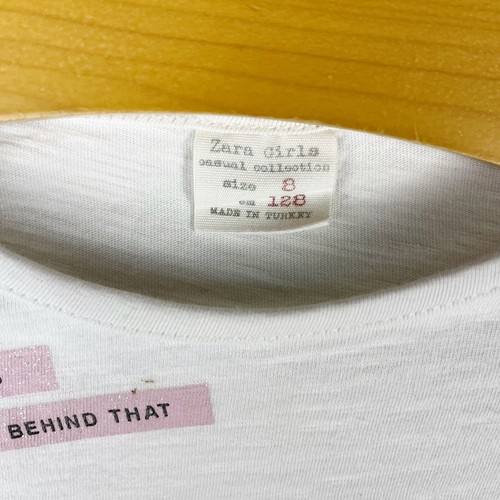 Zara Girls
casual collection
size 8
cm 128
MADE IN TURKEY
BEHIND THAT